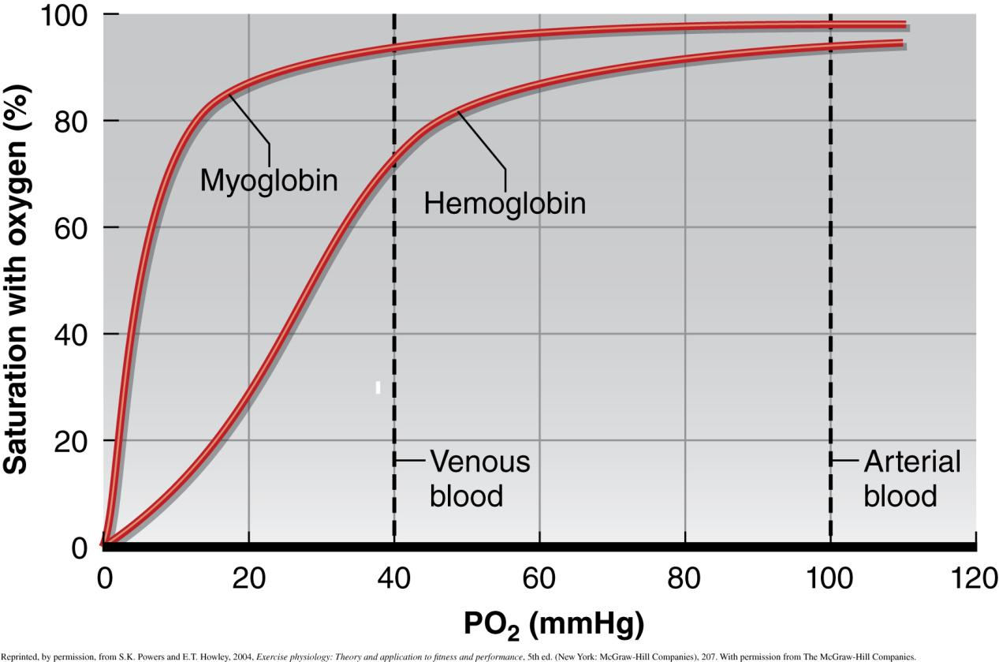 100
80
60
40
20
0
Saturation with oxygen (%)
Myoglobin
Hemoglobin
Venous
blood
Arterial
blood
0 20 40 60 80 100 120
PO₂ (mmHg)
Reprinted, by permission, from S.K. Powers and E.T. Howley, 2004, Exercise physiology: Theory and application to fitness and performance, 5th ed. (New York: McGraw-Hill Companies), 207. With permission from The McGraw-Hill Companies.